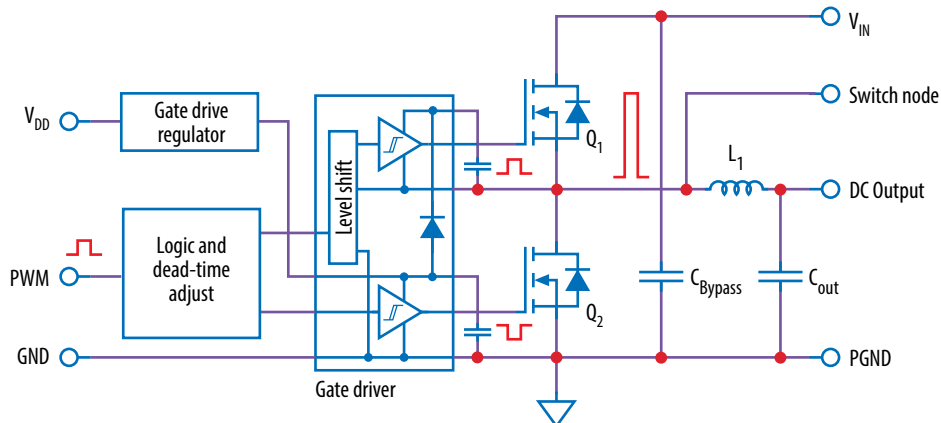 V_IN
Switch node
V_DD
Gate drive
regulator
Q_1
L_1
Level shift
DC Output
Logic and
dead-time
adjust
PWM
C_Bypass
C_out
Q_2
GND
PGND
Gate driver